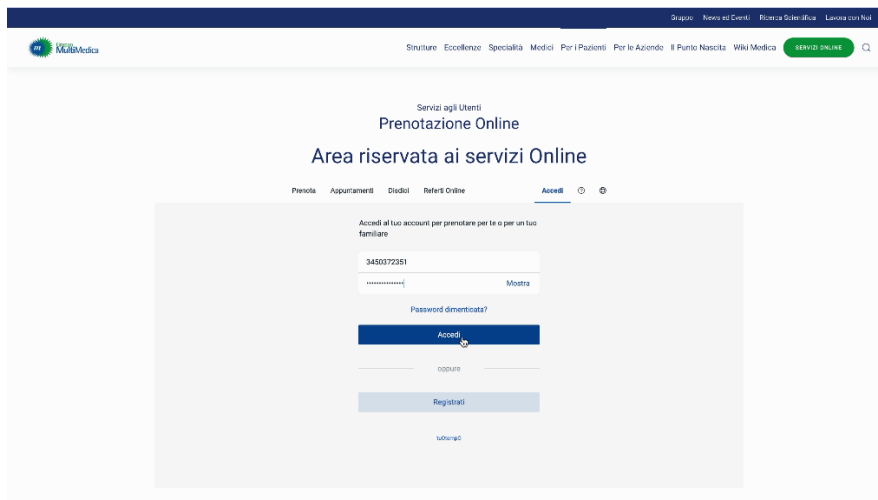 Gruppo News ed Eventi Ricerca Scientifica Lavora con Noi
m Gruppo
MultiMedica
Strutture Eccellenze Specialità Medici Per i Pazienti Per le Aziende Il Punto Nascita Wiki Medica SERVIZI ONLINE
Servizi agli Utenti
Prenotazione Online
Area riservata ai servizi Online
Prenota Appuntamenti Disdici Referti Online Accedi
Accedi al tuo account per prenotare per te o per un tuo
familiare
3450372351
Mostra
Password dimenticata?
Accedi
oppure
Registrati
tuOtempO